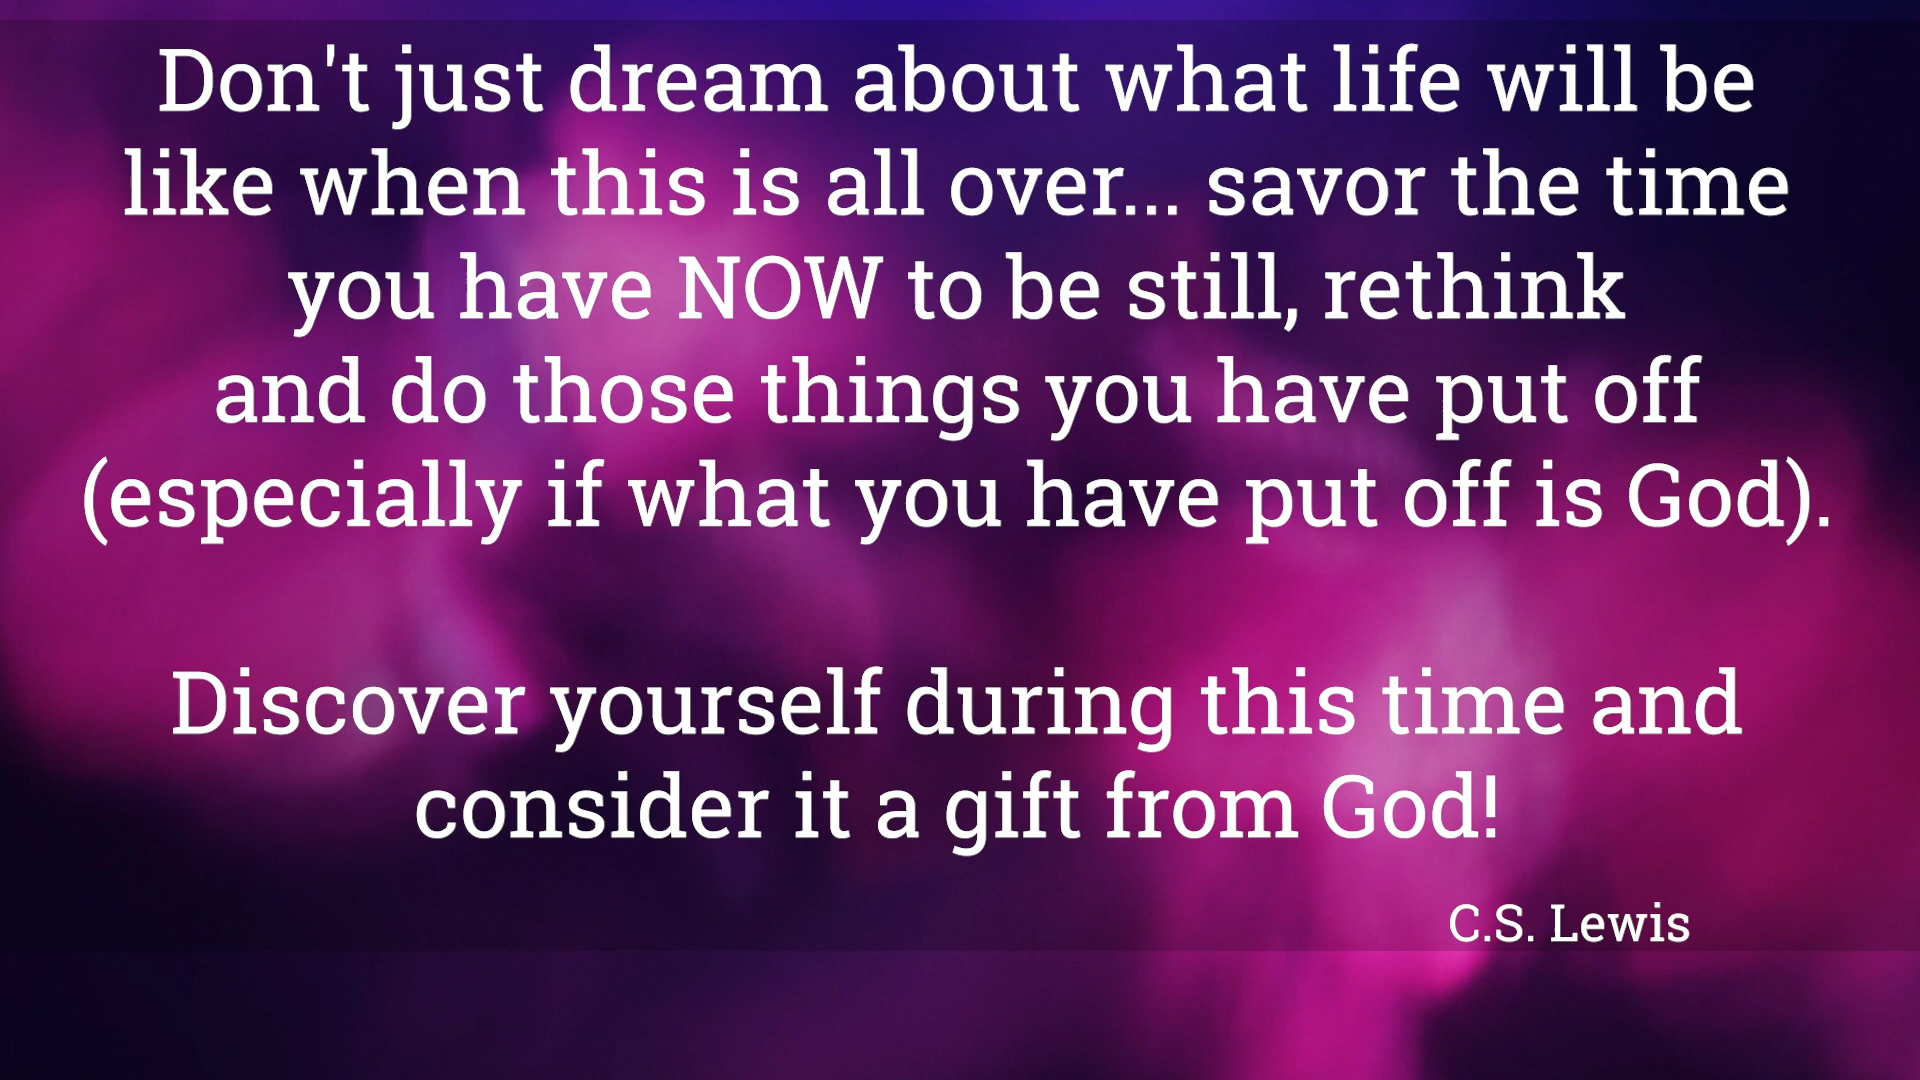 Don't just dream about what life will be
like when this is all over... savor the time
you have NOW to be still, rethink
and do those things you have put off
(especially if what you have put off is God).
Discover yourself during this time and
consider it a gift from God!
C.S. Lewis